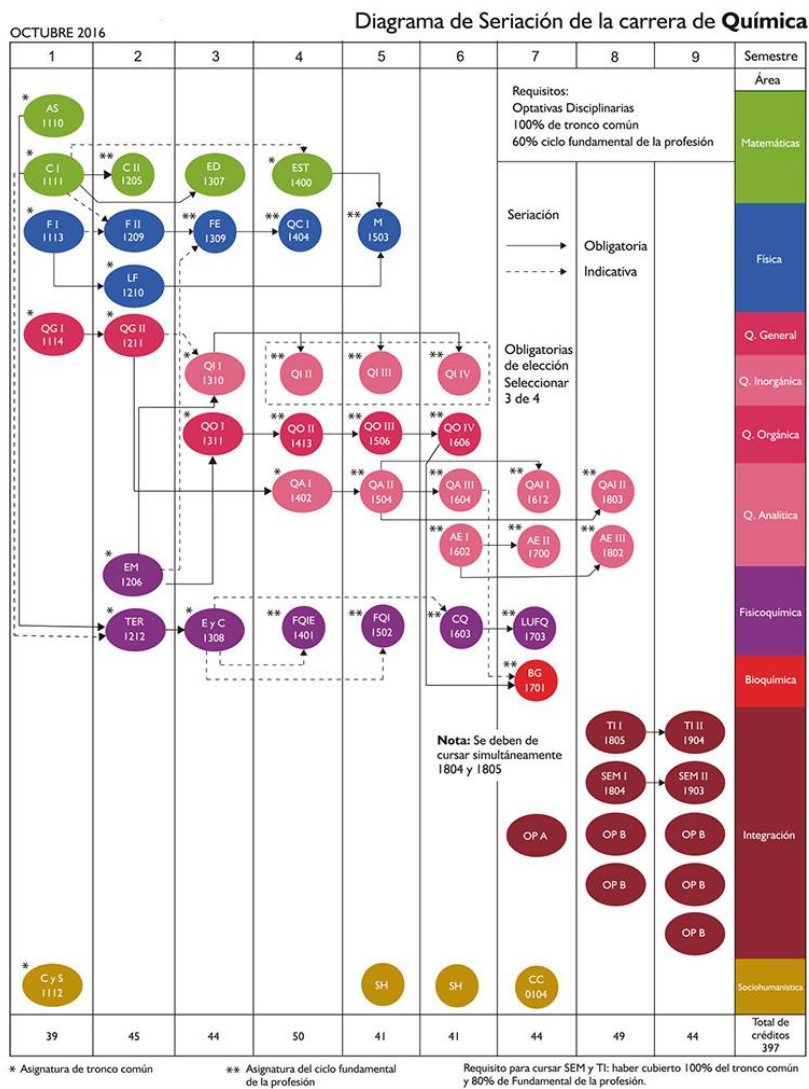 Diagrama de Seriación de la carrera de Química
OCTUBRE 2016
1 2 3 4 5 6 7 8 9 Semestre
Área
Requisitos:
Optativas Disciplinarias
100% de tronco común
60% ciclo fundamental de la profesión
* AS
1110
Matemáticas
* C I
1111
** C II
1205
ED
1307
* EST
1400
* F I
1113
** F II
1209
** FE
1309
** QC I
1404
** M
1503
Seriación
Obligatoria
Indicativa
Física
* LF
1210
* QG I
1114
* QG II
1211
Q. General
* QI I
1310
** QI II
** QI III
** QI IV
Obligatorias
de elección
Seleccionar
3 de 4
Q. Inorgánica
* QO I
1311
** QO II
1413
** QO III
1506
** QO IV
1606
Q. Orgánica
* QA I
1402
** QA II
1504
** QA III
1604
** QAI I
1612
** QAI II
1803
Q. Analítica
** AE I
1602
** AE II
1700
** AE III
1802
* EM
1206
Fisicoquímica
* TER
1212
* E y C
1308
** FQIE
1401
** FQI
1502
** CQ
1603
** LUFQ
1703
** BG
1701
Bioquímica
Nota: Se deben de
cursar simultáneamente
1804 y 1805
TI I
1805
TI II
1904
SEM I
1804
SEM II
1903
OP A
OP B
OP B
Integración
OP B
OP B
OP B
* C y S
1112
SH
SH
CC
0104
Sociohumanística
39 45 44 50 41 41 44 49 44
Total de
créditos
397
* Asignatura de tronco común
** Asignatura del ciclo fundamental
de la profesión
Requisito para cursar SEM y TI: haber cubierto 100% del tronco común
y 80% de Fundamental de la profesión.